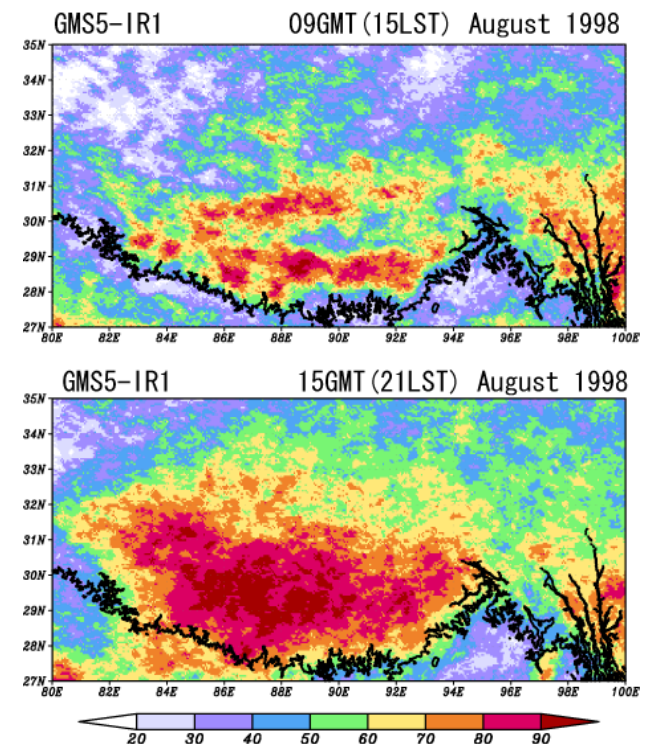 GMS5-IR1 09GMT(15LST) August 1998
35N
34N
33N
32N
31N
30N
29N
28N
27N
80E 82E 84E 86E 88E 90E 92E 94E 96E 98E 100E
GMS5-IR1 15GMT(21LST) August 1998
35N
34N
33N
32N
31N
30N
29N
28N
27N
80E 82E 84E 86E 88E 90E 92E 94E 96E 98E 100E
20 30 40 50 60 70 80 90